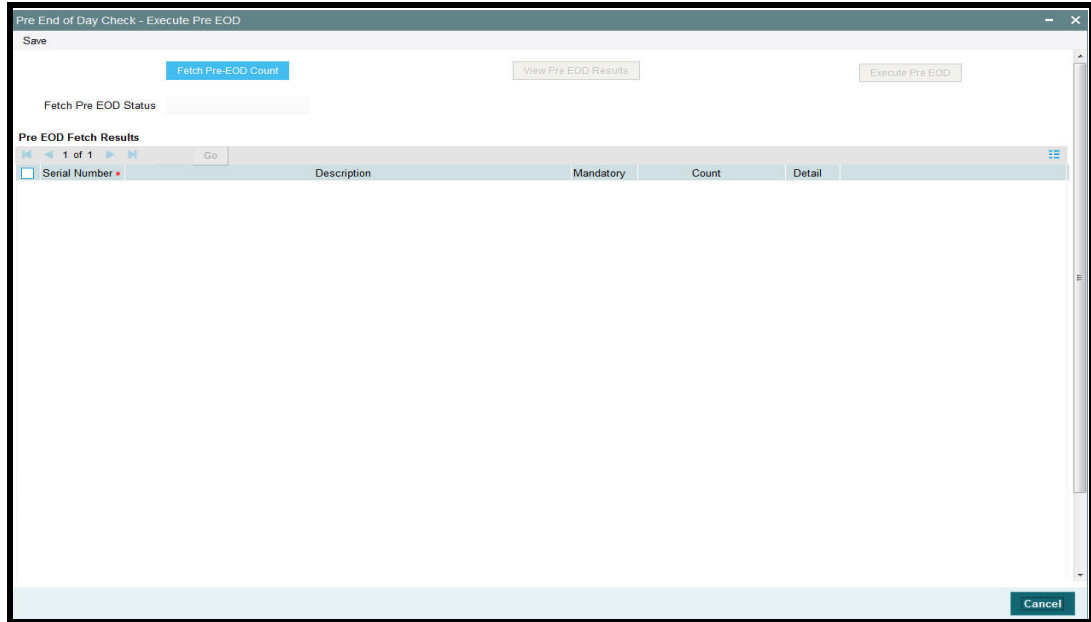 Pre End of Day Check - Execute Pre EOD
Save
Fetch Pre-EOD Count View Pre EOD Results Execute Pre EOD
Fetch Pre EOD Status
Pre EOD Fetch Results
1 of 1 Go
Serial Number * Description Mandatory Count Detail
Cancel